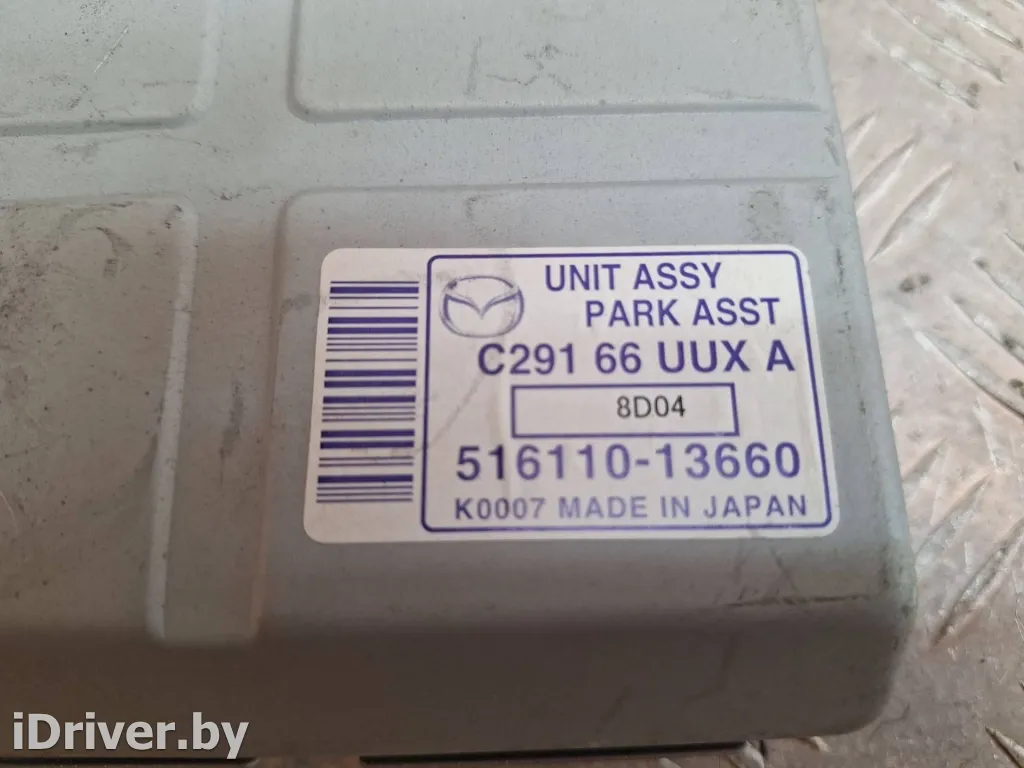 UNIT ASSY
PARK ASST
C291 66 UUX A
8D04
516110-13660
K0007 MADE IN JAPAN
iDriver.by